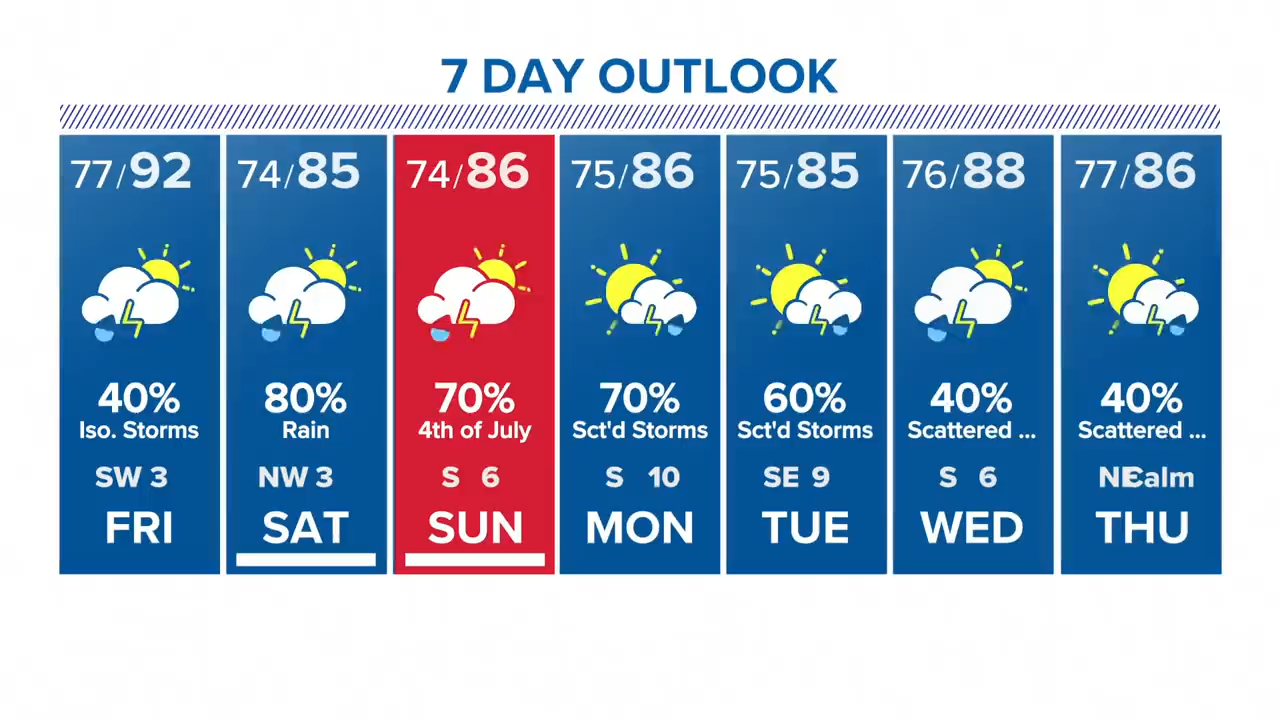 7 DAY OUTLOOK
77/92
74/85
74/86
75/86
75/85
76/88
77/86
40%
80%
70%
70%
60%
40%
40%
Iso. Storms
Rain
4th of July
Sct'd Storms
Sct'd Storms
Scattered ...
Scattered ...
SW 3
NW 3
S 6
S 10
SE 9
S 6
FRI
SAT
SUN
MON
TUE
WED
THU